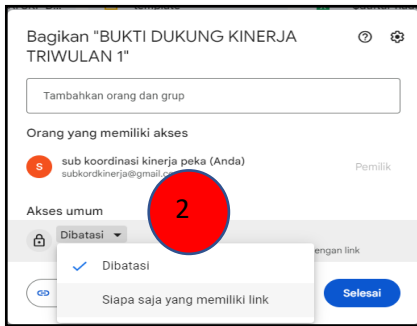 Bagikan "BUKTI DUKUNG KINERJA
TRIWULAN 1"
Tambahkan orang dan grup
Orang yang memiliki akses
S
sub koordinasi kinerja peka (Anda)
subkordkinerja@gmail.c
Pemilik
Akses umum
2
Dibatasi
engan link
Dibatasi
Siapa saja yang memiliki link
Selesai